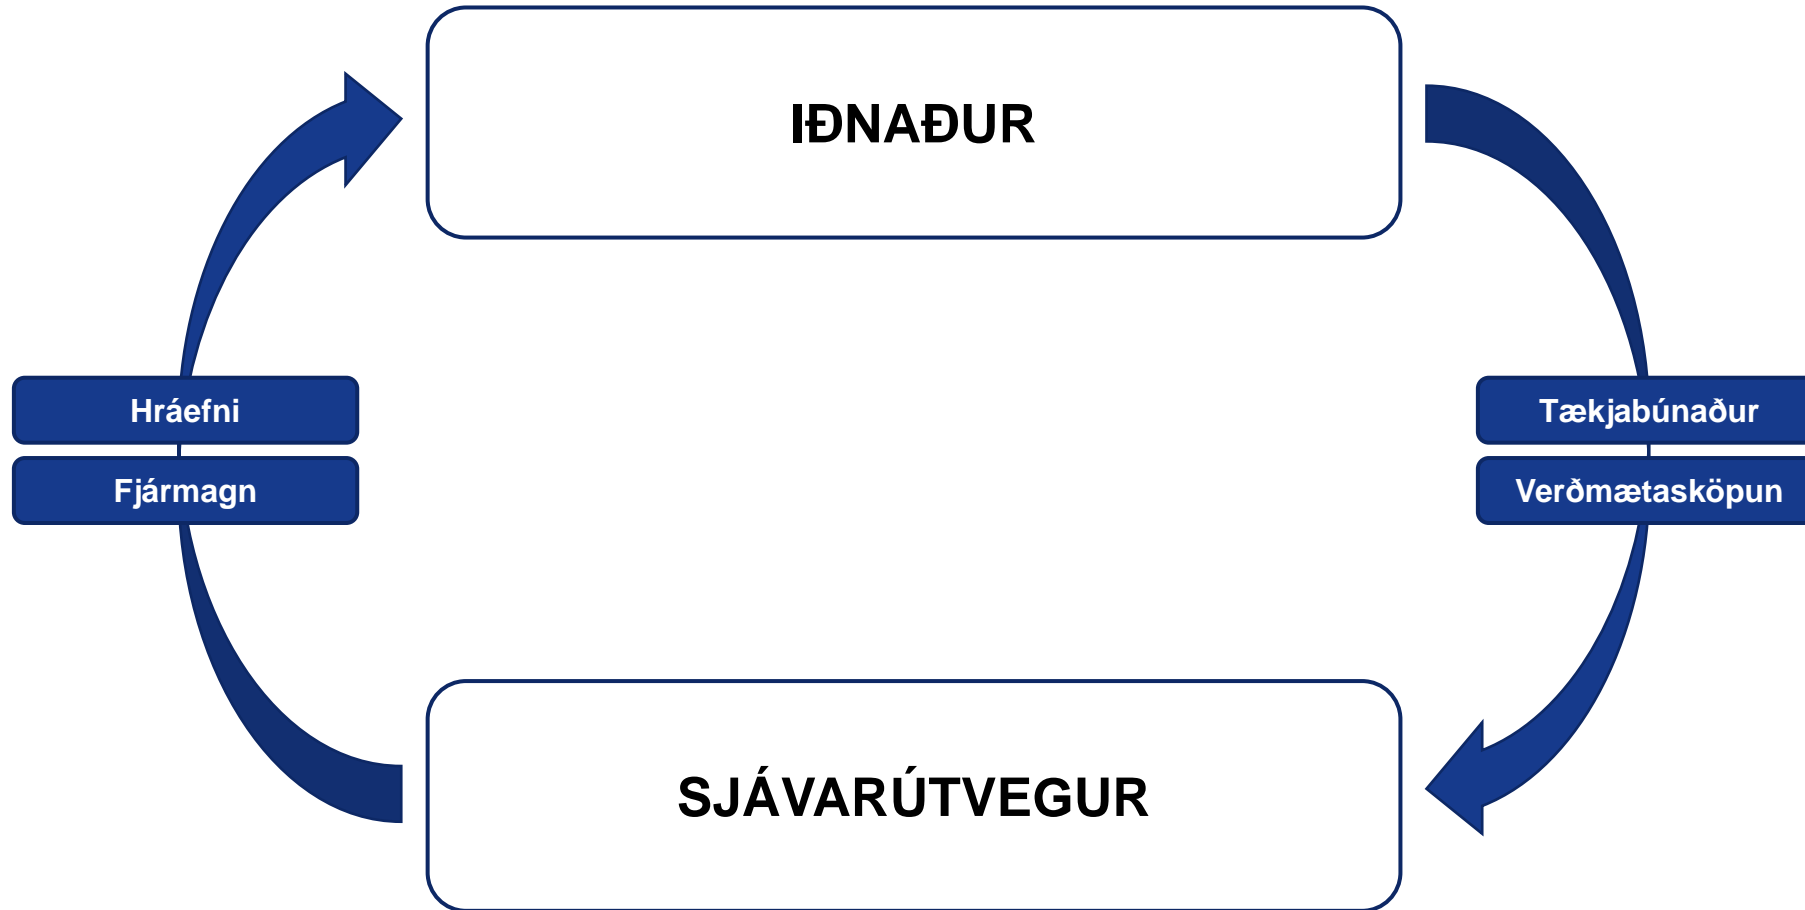 IÐNAÐUR
Hráefni
Fjármagn
Tækjabúnaður
Verðmætasköpun
SJÁVARÚTVEGUR